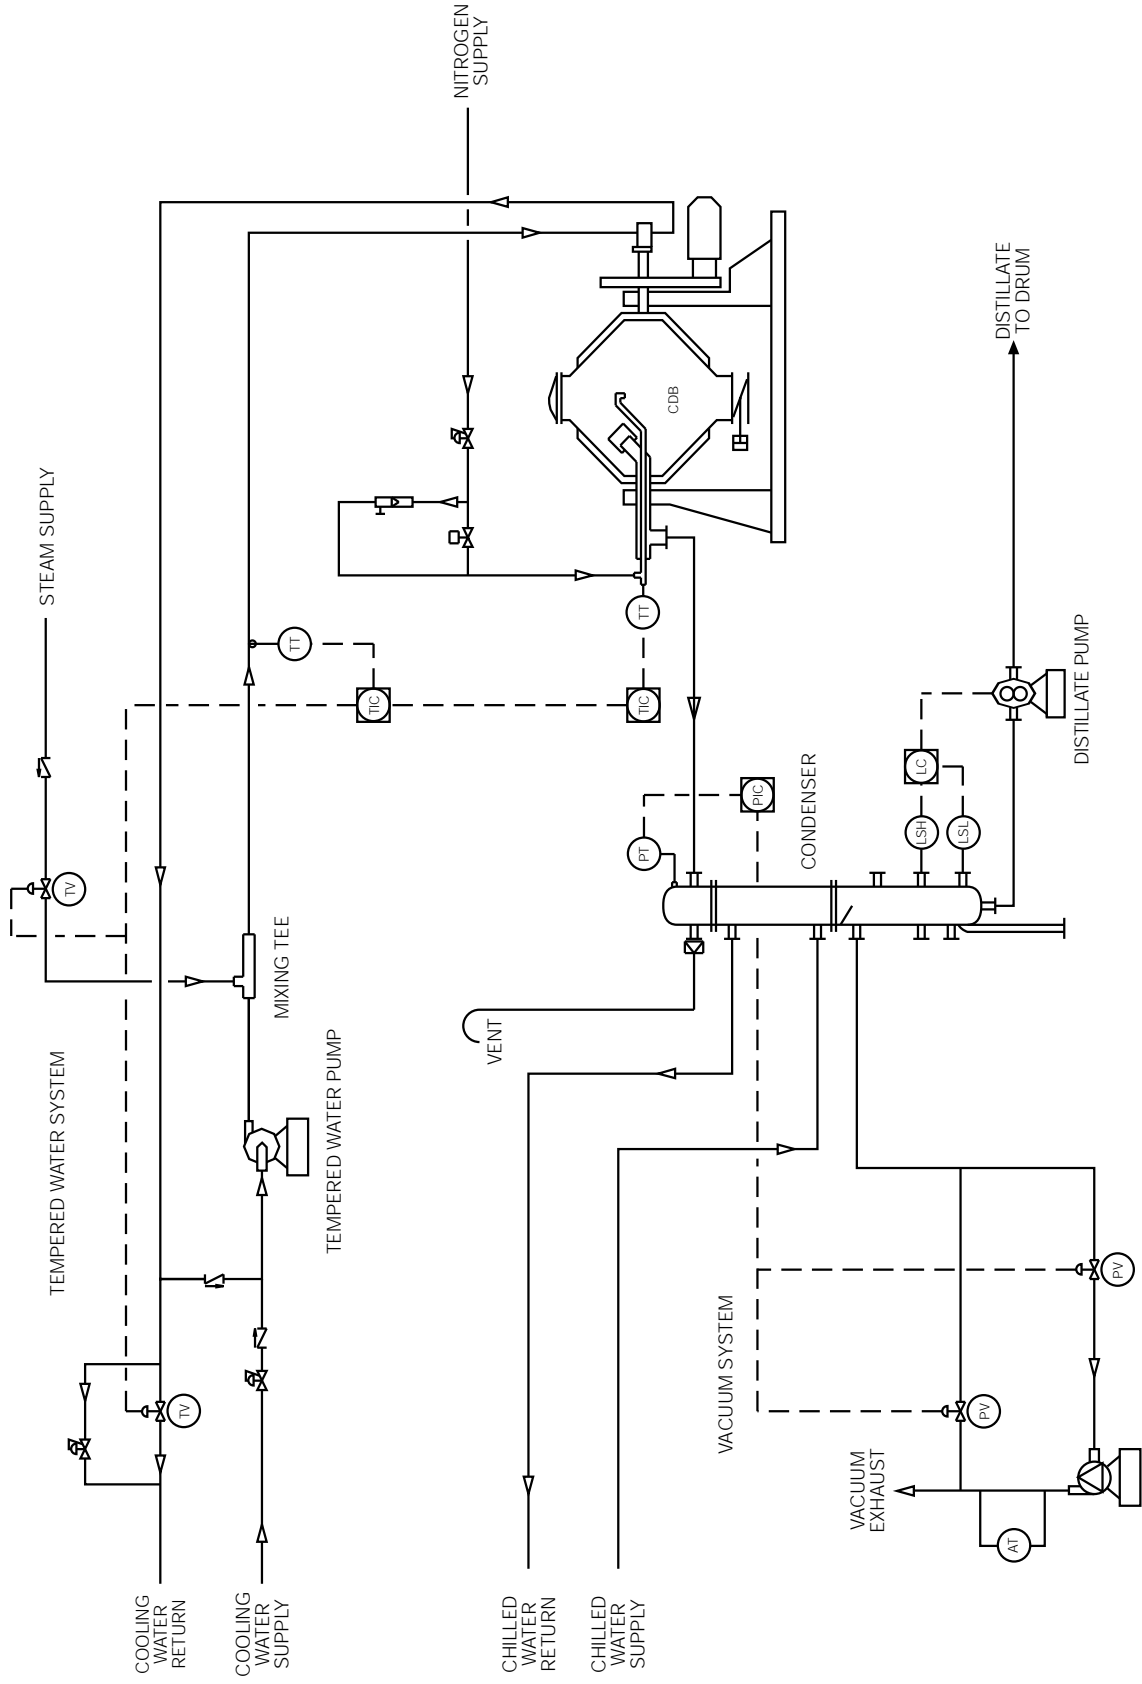 COOLING
WATER
RETURN
COOLING
WATER
SUPPLY
TEMPERED WATER SYSTEM
TV
STEAM SUPPLY
TV
MIXING TEE
TEMPERED WATER PUMP
TT
TIC
TIC
TT
NITROGEN
SUPPLY
CDB
CHILLED
WATER
RETURN
CHILLED
WATER
SUPPLY
VENT
PT
PIC
CONDENSER
LSH
LSL
LC
DISTILLATE PUMP
DISTILLATE
TO DRUM
VACUUM SYSTEM
PV
PV
VACUUM
EXHAUST
AT